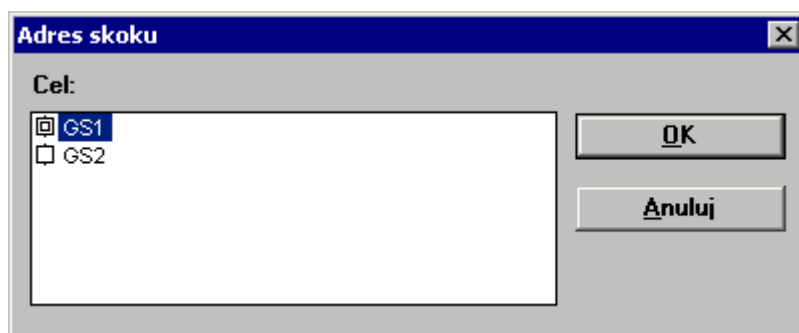 Adres skoku
Cel:
GS1
GS2
OK
Anuluj